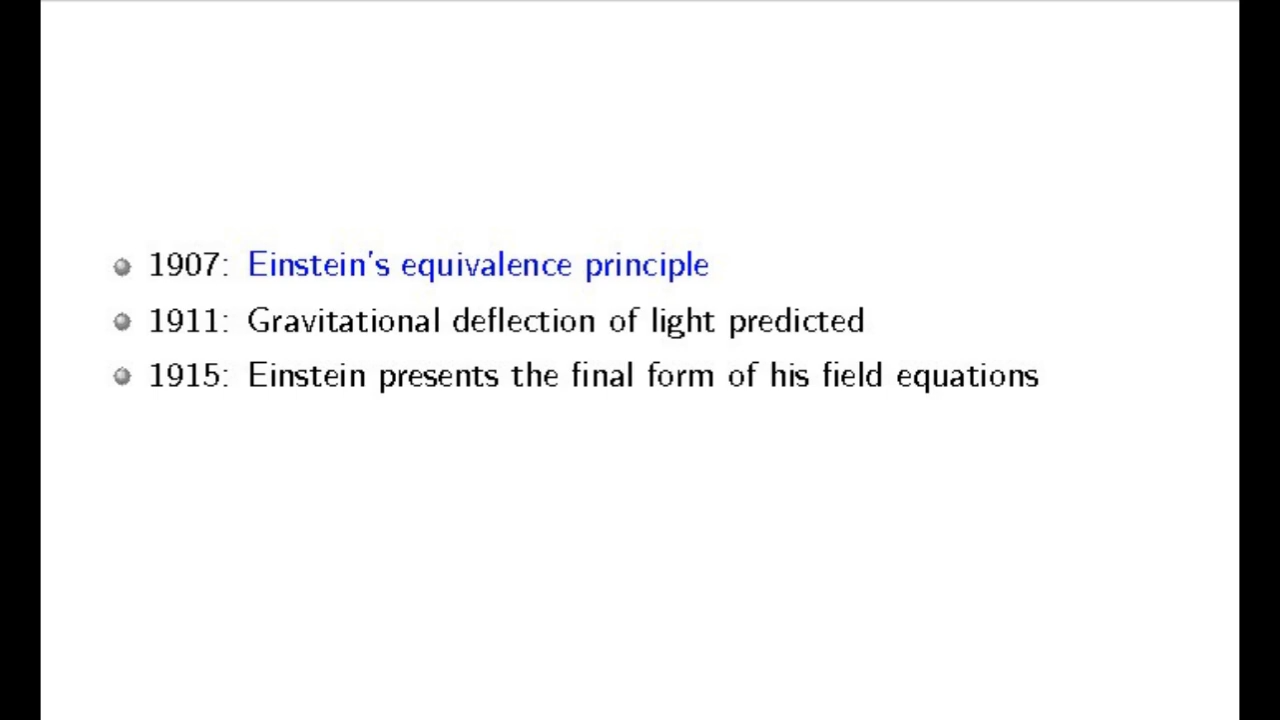 1907: Einstein's equivalence principle
1911: Gravitational deflection of light predicted
1915: Einstein presents the final form of his field equations